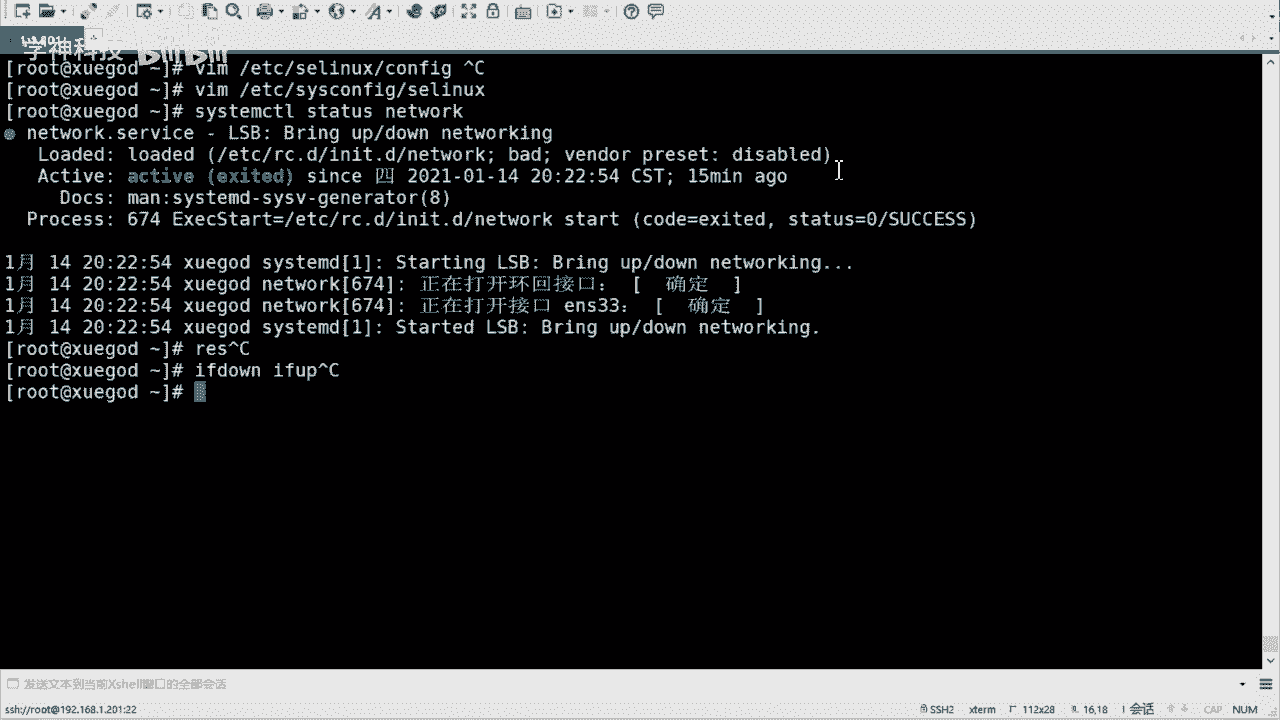 学神科技 bilibili
[root@xuegod ~]# vim /etc/selinux/config ^C
[root@xuegod ~]# vim /etc/sysconfig/selinux
[root@xuegod ~]# systemctl status network
● network.service - LSB: Bring up/down networking
   Loaded: loaded (/etc/rc.d/init.d/network; bad; vendor preset: disabled)
   Active: active (exited) since 四 2021-01-14 20:22:54 CST; 15min ago
     Docs: man:systemd-sysv-generator(8)
  Process: 674 ExecStart=/etc/rc.d/init.d/network start (code=exited, status=0/SUCCESS)
1月 14 20:22:54 xuegod systemd[1]: Starting LSB: Bring up/down networking...
1月 14 20:22:54 xuegod network[674]: 正在打开环回接口： [  确定  ]
1月 14 20:22:54 xuegod network[674]: 正在打开接口 ens33： [  确定  ]
1月 14 20:22:54 xuegod systemd[1]: Started LSB: Bring up/down networking.
[root@xuegod ~]# res^C
[root@xuegod ~]# ifdown ifup^C
[root@xuegod ~]#
发送文本到当前Xshell窗口的全部会话
ssh://root@192.168.1.201:22 SSH2 xterm 112x28 16,18 1 会话 CAP NUM